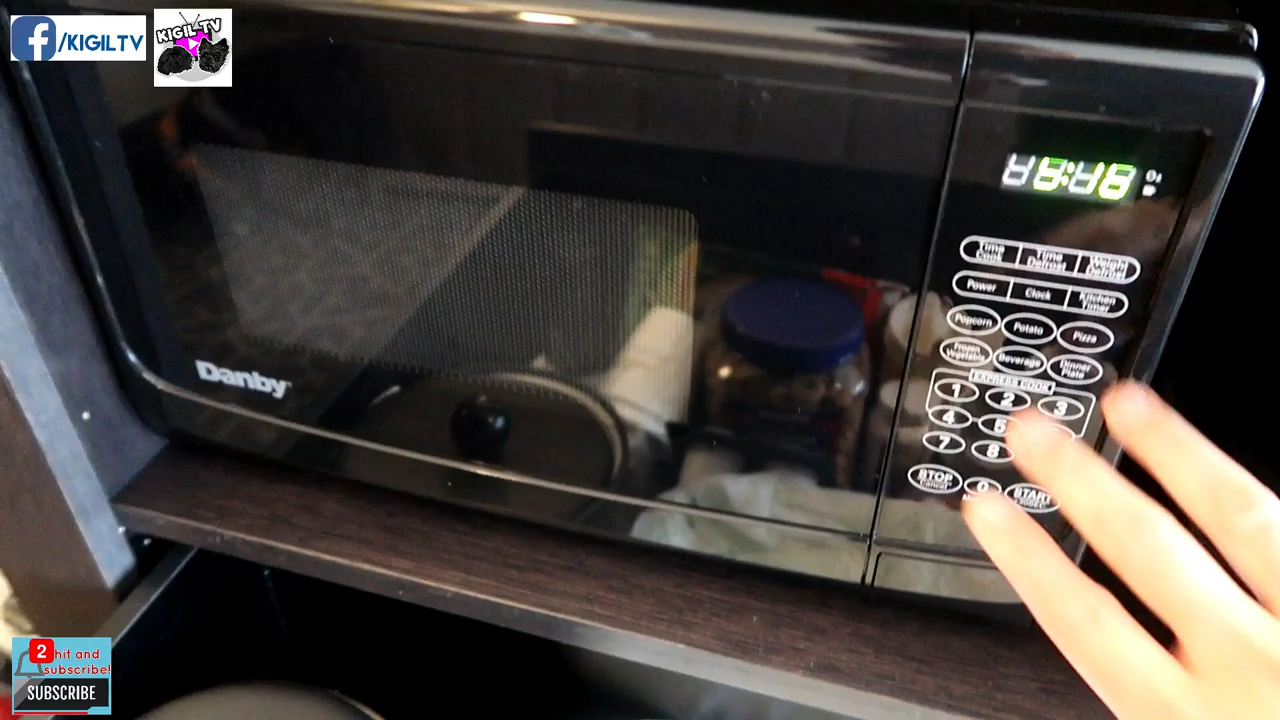 /KIGILTV
KIGIL TV
Time Cook
Time Defrost
Weight Defrost
Power
Clock
Kitchen Timer
Popcorn
Potato
Pizza
Frozen Vegetable
Beverage
Dinner Plate
EXPRESS COOK
1 2 3
4 5
7 8
STOP
Cancel
0
START
Danby
2
hit and
subscribe!
SUBSCRIBE